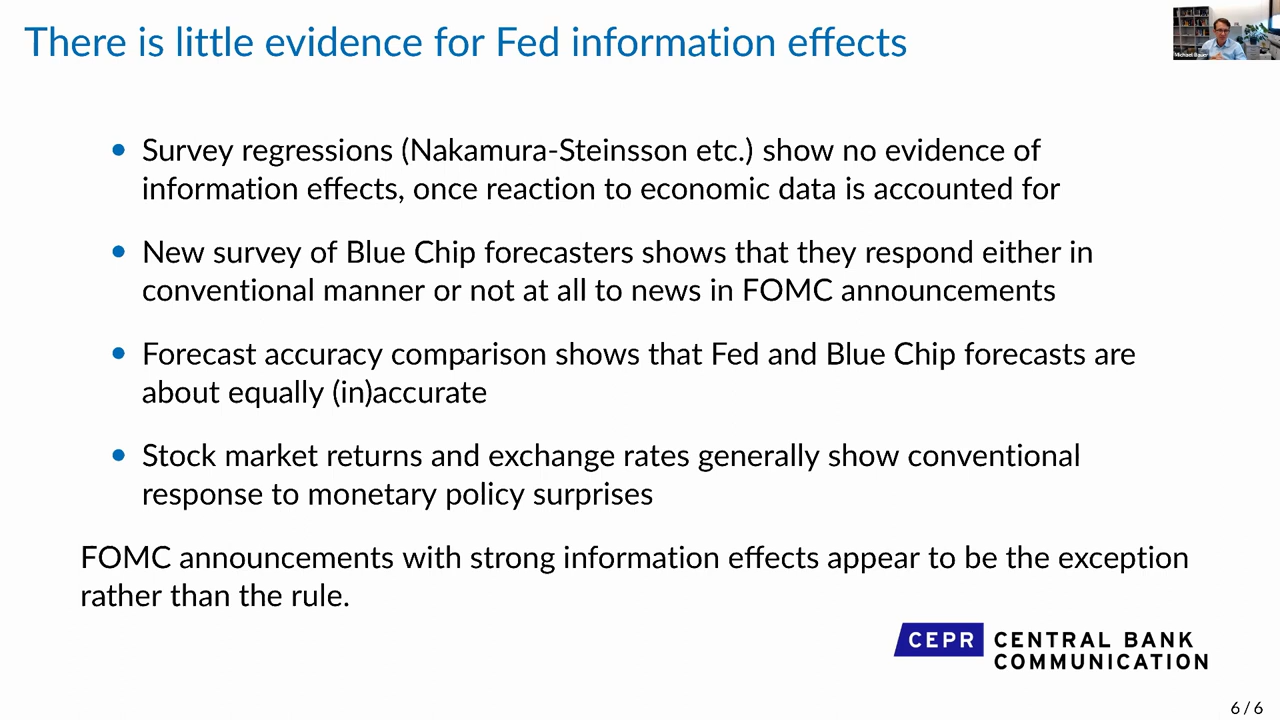 There is little evidence for Fed information effects
Michael Bauer
Survey regressions (Nakamura-Steinsson etc.) show no evidence of
information effects, once reaction to economic data is accounted for
New survey of Blue Chip forecasters shows that they respond either in
conventional manner or not at all to news in FOMC announcements
Forecast accuracy comparison shows that Fed and Blue Chip forecasts are
about equally (in)accurate
Stock market returns and exchange rates generally show conventional
response to monetary policy surprises
FOMC announcements with strong information effects appear to be the exception
rather than the rule.
CEPR CENTRAL BANK
COMMUNICATION
6 / 6